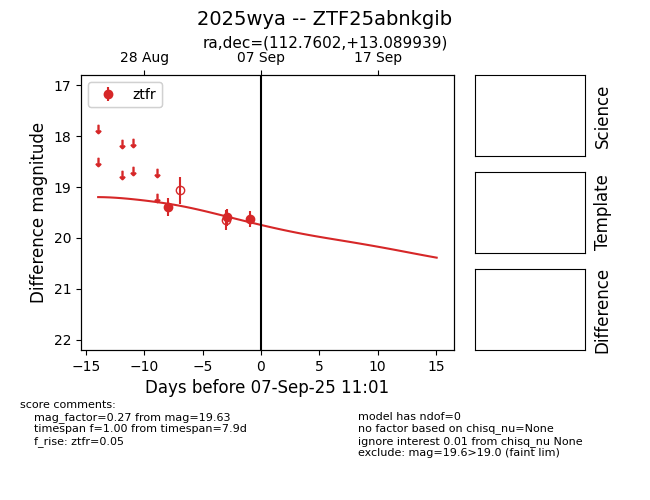 2025wya -- ZTF25abnkgib
ra,dec=(112.7602,+13.089939)
28 Aug
07 Sep
17 Sep
ztfr
17
18
19
20
21
22
Difference magnitude
−15
−10
−5
0
5
10
15
Days before 07-Sep-25 11:01
Science
Template
Difference
score comments:
mag_factor=0.27 from mag=19.63
timespan f=1.00 from timespan=7.9d
f_rise: ztfr=0.05
model has ndof=0
no factor based on chisq_nu=None
ignore interest 0.01 from chisq_nu None
exclude: mag=19.6>19.0 (faint lim)